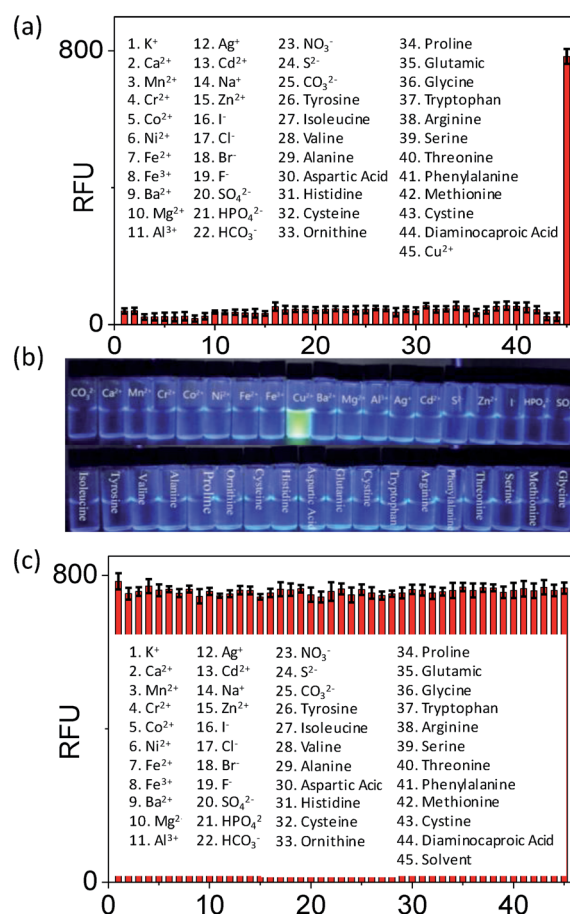 (a)
800
RFU
0
1. K⁺ 12. Ag⁺ 23. NO₃⁻ 34. Proline
2. Ca²⁺ 13. Cd²⁺ 24. S²⁻ 35. Glutamic
3. Mn²⁺ 14. Na⁺ 25. CO₃²⁻ 36. Glycine
4. Cr²⁺ 15. Zn²⁺ 26. Tyrosine 37. Tryptophan
5. Co²⁺ 16. I⁻ 27. Isoleucine 38. Arginine
6. Ni²⁺ 17. Cl⁻ 28. Valine 39. Serine
7. Fe²⁺ 18. Br⁻ 29. Alanine 40. Threonine
8. Fe³⁺ 19. F⁻ 30. Aspartic Acid 41. Phenylalanine
9. Ba²⁺ 20. SO₄²⁻ 31. Histidine 42. Methionine
10. Mg²⁺ 21. HPO₄²⁻ 32. Cysteine 43. Cystine
11. Al³⁺ 22. HCO₃⁻ 33. Ornithine 44. Diaminocaproic Acid
45. Cu²⁺
0 10 20 30 40
(b)
CO₃²⁻ Ca²⁺ Mn²⁺ Cr²⁺ Co²⁺ Ni²⁺ Fe²⁺ Fe³⁺ Cu²⁺ Ba²⁺ Mg²⁺ Al³⁺ Ag⁺ Cd²⁺ S²⁻ Zn²⁺ I⁻ HPO₄²⁻ SO
Isoleucine Tyrosine Valine Alanine Proline Ornithine Cysteine Histidine Aspartic Acid Glutamic Cystine Tryptophan Arginine Phenylalanine Threonine Serine Methionine Glycine
(c)
800
RFU
0
1. K⁺ 12. Ag⁺ 23. NO₃⁻ 34. Proline
2. Ca²⁺ 13. Cd²⁺ 24. S²⁻ 35. Glutamic
3. Mn²⁺ 14. Na⁺ 25. CO₃²⁻ 36. Glycine
4. Cr²⁺ 15. Zn²⁺ 26. Tyrosine 37. Tryptophan
5. Co²⁺ 16. I⁻ 27. Isoleucine 38. Arginine
6. Ni²⁺ 17. Cl⁻ 28. Valine 39. Serine
7. Fe²⁺ 18. Br⁻ 29. Alanine 40. Threonine
8. Fe³⁺ 19. F⁻ 30. Aspartic Acid 41. Phenylalanine
9. Ba²⁺ 20. SO₄²⁻ 31. Histidine 42. Methionine
10. Mg² 21. HPO₄² 32. Cysteine 43. Cystine
11. Al³⁺ 22. HCO₃⁻ 33. Ornithine 44. Diaminocaproic Acid
45. Solvent
0 10 20 30 40